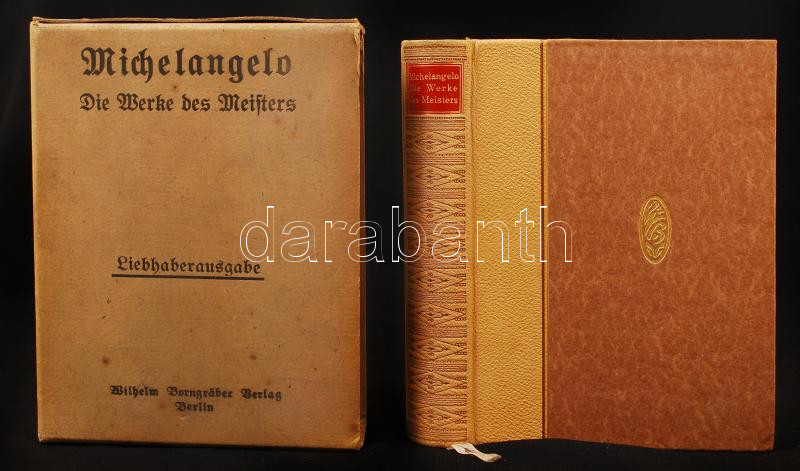 Michelangelo
Die Werke des Meisters
Liebhaberausgabe
Wilhelm Borngräber Verlag
Berlin
Michelangelo
Die Werke
des Meisters
darabanth